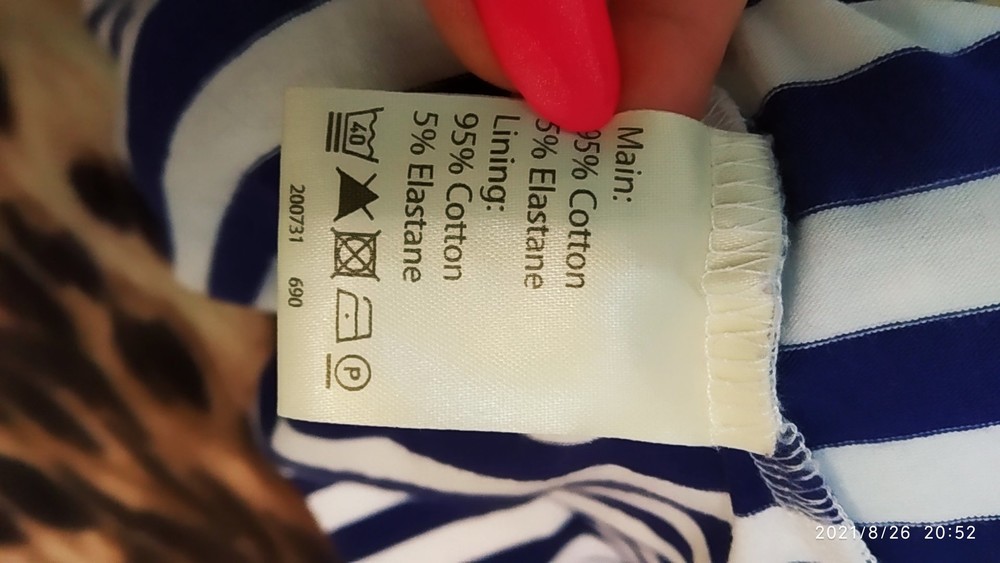 Main:
95% Cotton
5% Elastane
Lining:
95% Cotton
5% Elastane
40
P
200731 690
2021/8/26 20:52